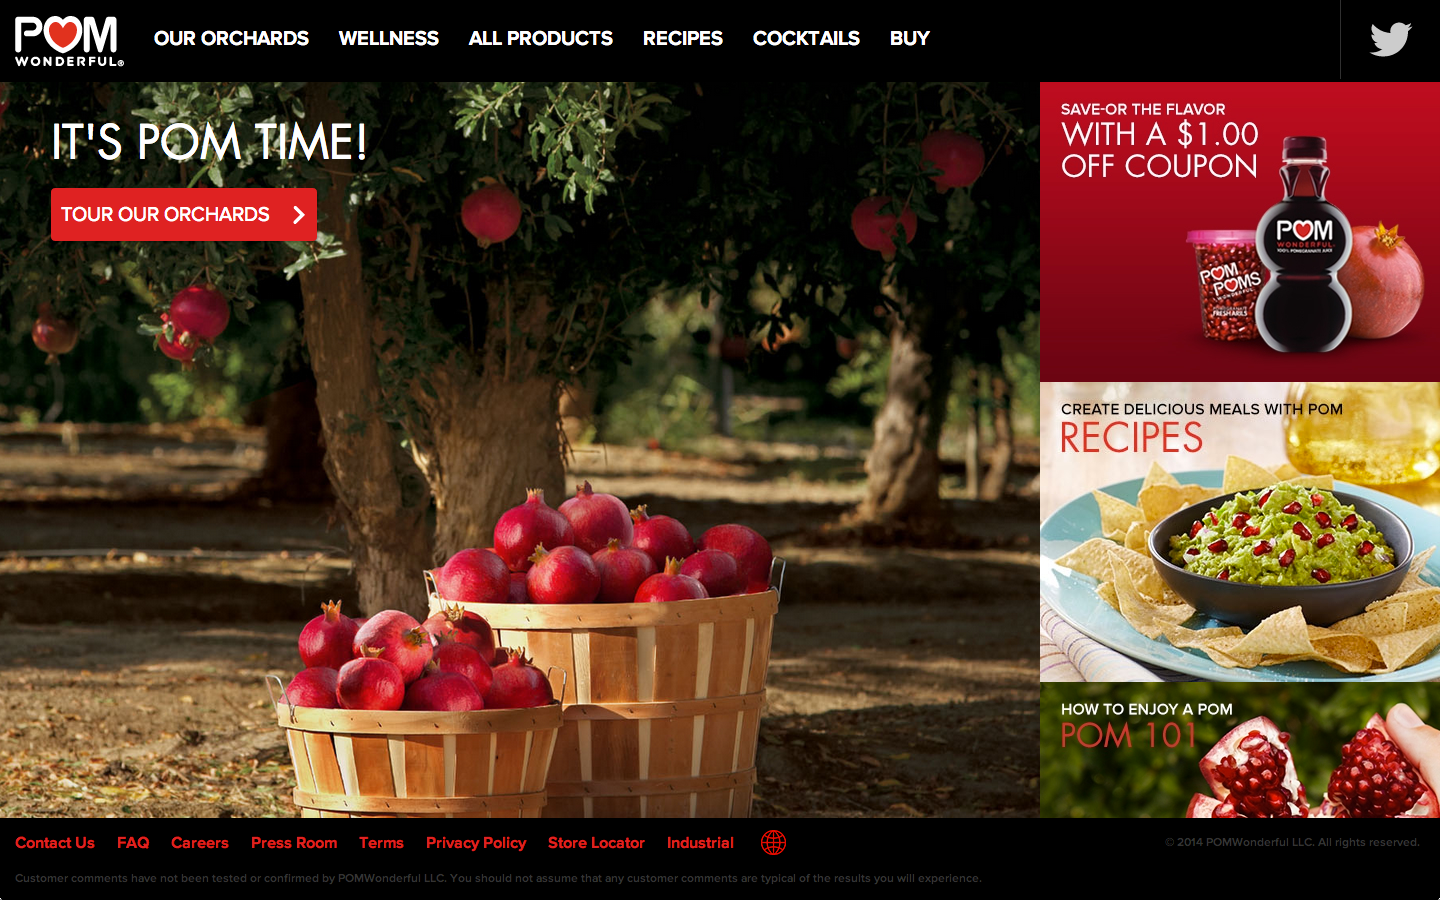 POM
WONDERFUL®
OUR ORCHARDS WELLNESS ALL PRODUCTS RECIPES COCKTAILS BUY
IT'S POM TIME!
TOUR OUR ORCHARDS
SAVE-OR THE FLAVOR
WITH A $1.00
OFF COUPON
POM
WONDERFUL
100% POMEGRANATE JUICE
POM
POMS
WONDERFUL
POMEGRANATE
FRESH ARILS
CREATE DELICIOUS MEALS WITH POM
RECIPES
HOW TO ENJOY A POM
POM 101
Contact Us FAQ Careers Press Room Terms Privacy Policy Store Locator Industrial
© 2014 POMWonderful LLC. All rights reserved.
Customer comments have not been tested or confirmed by POMWonderful LLC. You should not assume that any customer comments are typical of the results you will experience.